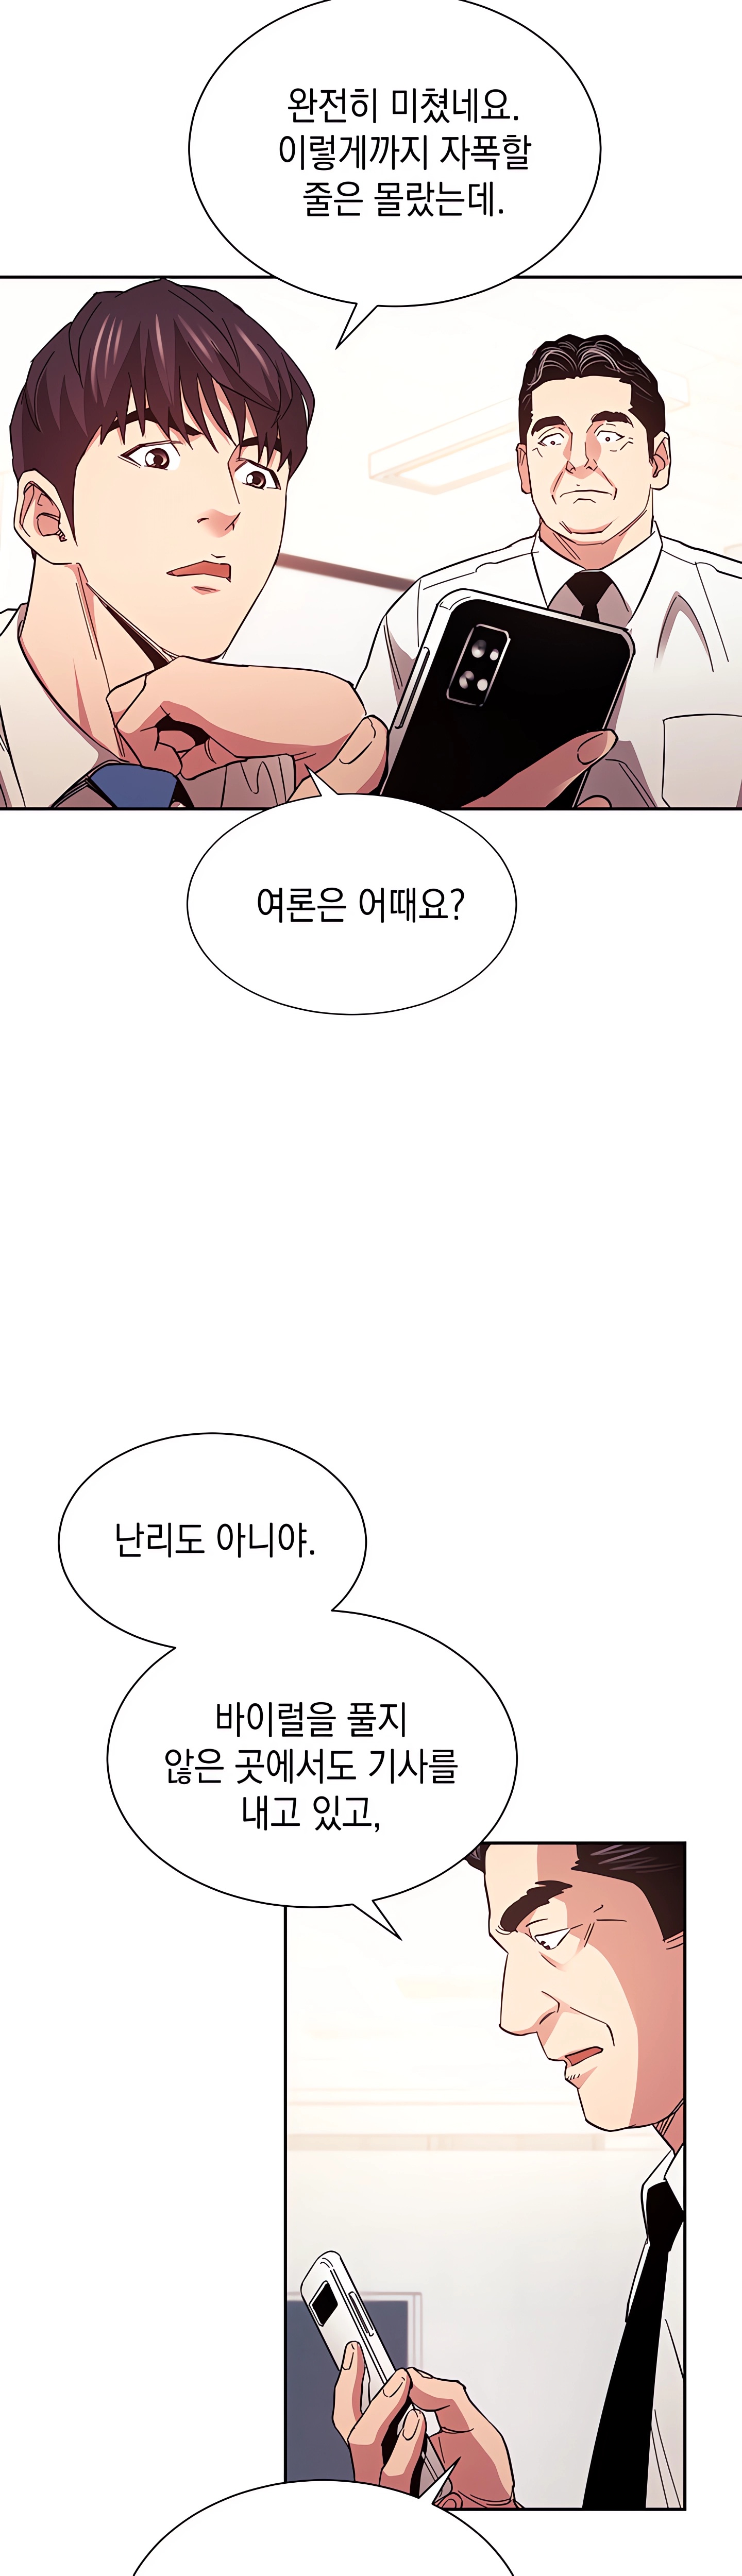 완전히 미쳤네요.
이렇게까지 자폭할
줄은 몰랐는데.
여론은 어때요?
난리도 아니야.
바이럴을 풀지
않은 곳에서도 기사를
내고 있고,